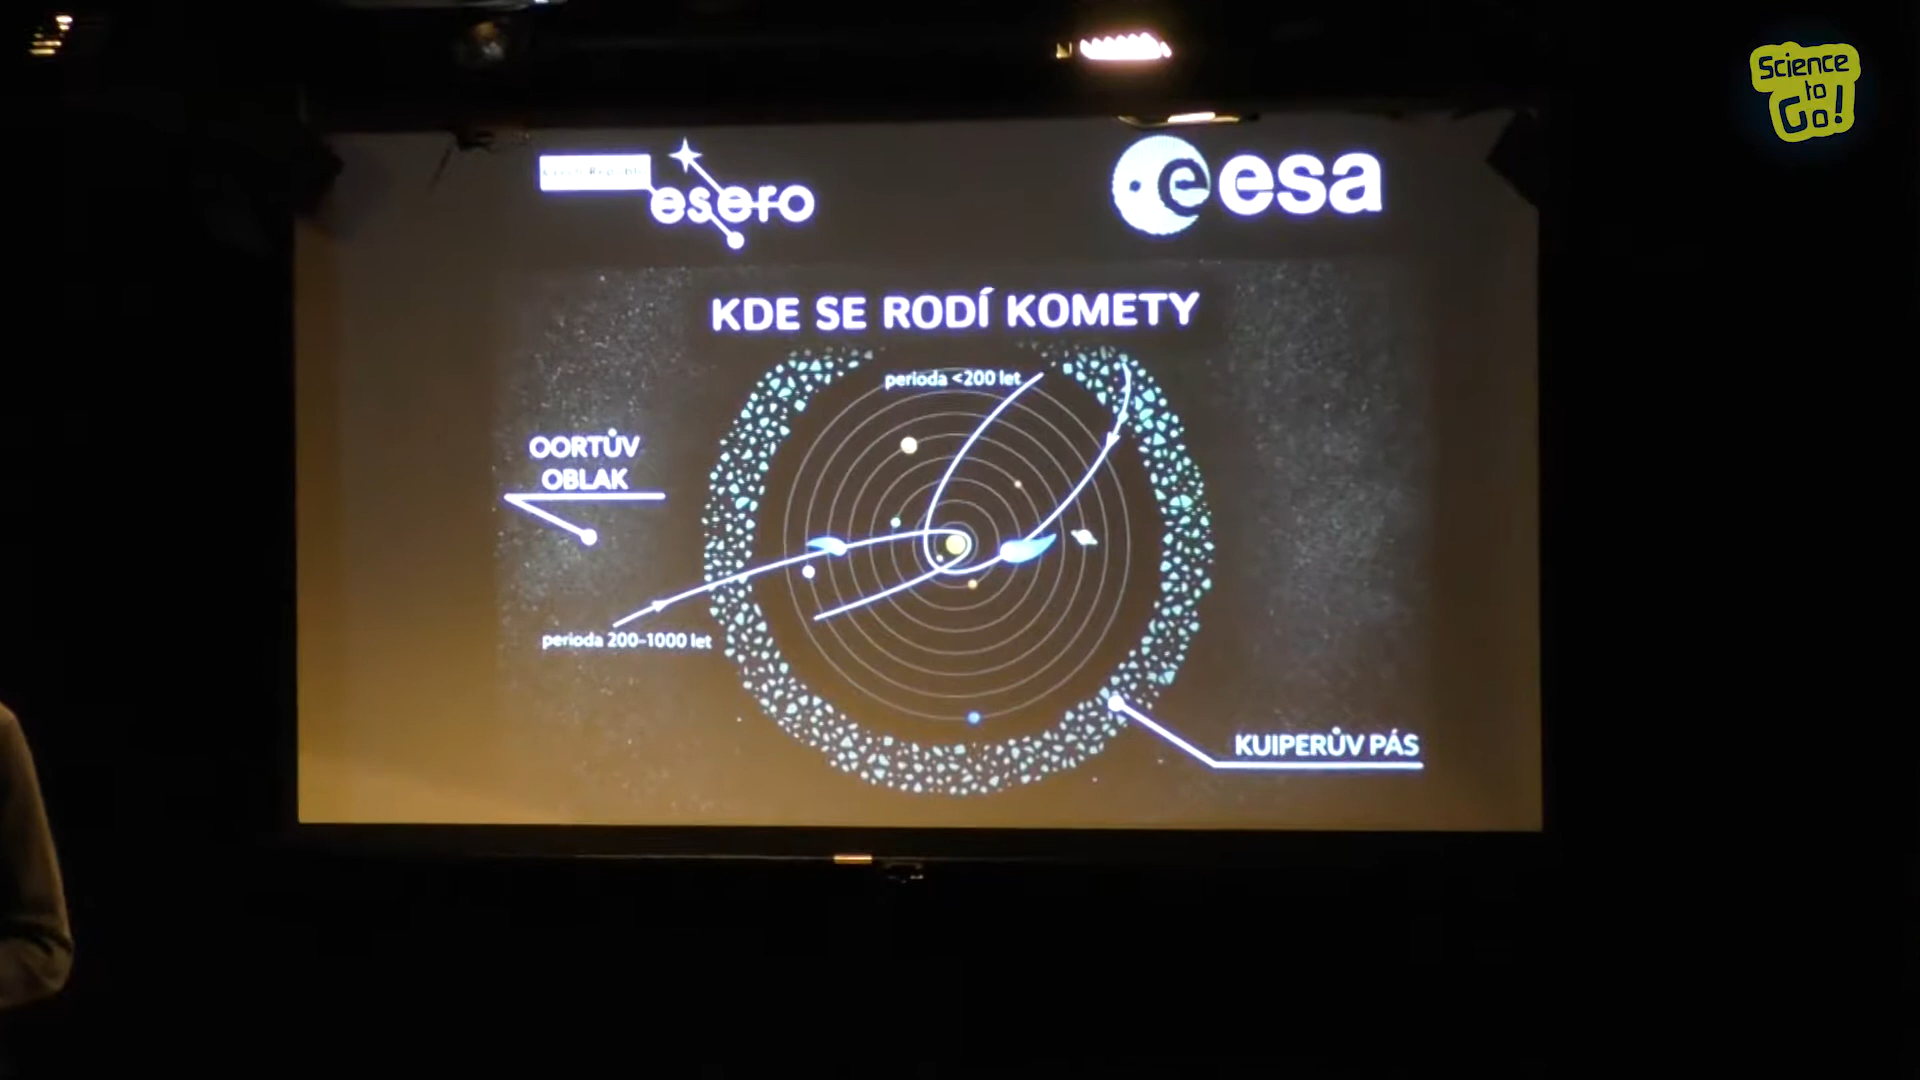 Science
to
Go!
esero
esa
KDE SE RODÍ KOMETY
perioda <200 let
OORTŮV
OBLAK
perioda 200–1000 let
KUIPERŮV PÁS